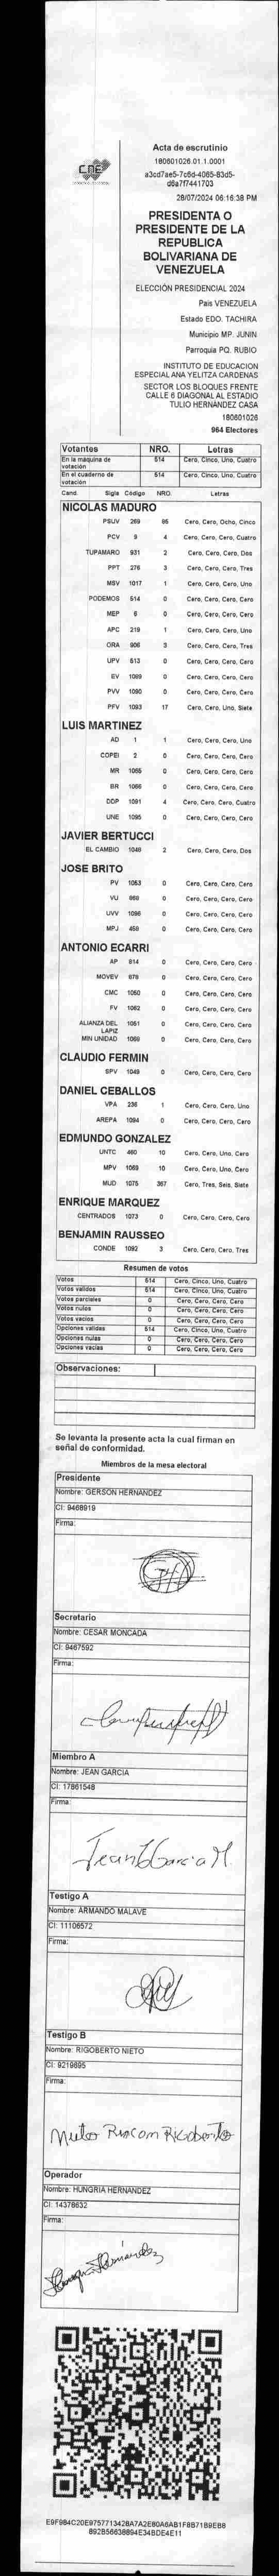 CNE
Acta de escrutinio
180601026.01.1.0001
a3cd7ae5-7c6d-4065-83d5-
d6a7f7441703
28/07/2024 06:16:38 PM
PRESIDENTA O
PRESIDENTE DE LA
REPUBLICA
BOLIVARIANA DE
VENEZUELA
ELECCIÓN PRESIDENCIAL 2024
Pais VENEZUELA
Estado EDO. TACHIRA
Municipio MP. JUNIN
Parroquia PQ. RUBIO
INSTITUTO DE EDUCACION
ESPECIAL ANA YELITZA CARDENAS
SECTOR LOS BLOQUES FRENTE
CALLE 6 DIAGONAL AL ESTADIO
TULIO HERNANDEZ CASA
180601026
964 Electores
Votantes NRO. Letras
En la máquina de votación 514 Cero, Cinco, Uno, Cuatro
En el cuaderno de votación 514 Cero, Cinco, Uno, Cuatro
Cand. Sigla Código NRO. Letras
NICOLAS MADURO
PSUV 269 85 Cero, Cero, Ocho, Cinco
PCV 9 4 Cero, Cero, Cero, Cuatro
TUPAMARO 931 2 Cero, Cero, Cero, Dos
PPT 276 3 Cero, Cero, Cero, Tres
MSV 1017 1 Cero, Cero, Cero, Uno
PODEMOS 514 0 Cero, Cero, Cero, Cero
MEP 6 0 Cero, Cero, Cero, Cero
APC 219 1 Cero, Cero, Cero, Uno
ORA 906 3 Cero, Cero, Cero, Tres
UPV 513 0 Cero, Cero, Cero, Cero
EV 1089 0 Cero, Cero, Cero, Cero
PVV 1090 0 Cero, Cero, Cero, Cero
PFV 1093 17 Cero, Cero, Uno, Siete
LUIS MARTINEZ
AD 1 1 Cero, Cero, Cero, Uno
COPEI 2 0 Cero, Cero, Cero, Cero
MR 1065 0 Cero, Cero, Cero, Cero
BR 1066 0 Cero, Cero, Cero, Cero
DDP 1091 4 Cero, Cero, Cero, Cuatro
UNE 1095 0 Cero, Cero, Cero, Cero
JAVIER BERTUCCI
EL CAMBIO 1048 2 Cero, Cero, Cero, Dos
JOSE BRITO
PV 1053 0 Cero, Cero, Cero, Cero
VU 868 0 Cero, Cero, Cero, Cero
UVV 1096 0 Cero, Cero, Cero, Cero
MPJ 458 0 Cero, Cero, Cero, Cero
ANTONIO ECARRI
AP 814 0 Cero, Cero, Cero, Cero
MOVEV 678 0 Cero, Cero, Cero, Cero
CMC 1060 0 Cero, Cero, Cero, Cero
FV 1062 0 Cero, Cero, Cero, Cero
ALIANZA DEL LAPIZ 1051 0 Cero, Cero, Cero, Cero
MIN UNIDAD 1069 0 Cero, Cero, Cero, Cero
CLAUDIO FERMIN
SPV 1049 0 Cero, Cero, Cero, Cero
DANIEL CEBALLOS
VPA 236 1 Cero, Cero, Cero, Uno
AREPA 1094 0 Cero, Cero, Cero, Cero
EDMUNDO GONZALEZ
UNTC 460 10 Cero, Cero, Uno, Cero
MPV 1069 10 Cero, Cero, Uno, Cero
MUD 1075 367 Cero, Tres, Seis, Siete
ENRIQUE MARQUEZ
CENTRADOS 1073 0 Cero, Cero, Cero, Cero
BENJAMIN RAUSSEO
CONDE 1092 3 Cero, Cero, Cero, Tres
Resumen de votos
Votos 514 Cero, Cinco, Uno, Cuatro
Votos validos 514 Cero, Cinco, Uno, Cuatro
Votos parciales 0 Cero, Cero, Cero, Cero
Votos nulos 0 Cero, Cero, Cero, Cero
Votos vacios 0 Cero, Cero, Cero, Cero
Opciones validas 514 Cero, Cinco, Uno, Cuatro
Opciones nulas 0 Cero, Cero, Cero, Cero
Opciones vacias 0 Cero, Cero, Cero, Cero
Observaciones:
Se levanta la presente acta la cual firman en
señal de conformidad.
Miembros de la mesa electoral
Presidente
Nombre: GERSON HERNANDEZ
CI: 9468919
Firma:
Secretario
Nombre: CESAR MONCADA
CI: 9467592
Firma:
Miembro A
Nombre: JEAN GARCIA
CI: 17861548
Firma:
Jean Garcia M.
Testigo A
Nombre: ARMANDO MALAVE
CI: 11106572
Firma:
Testigo B
Nombre: RIGOBERTO NIETO
CI: 9219695
Firma:
Nieto Rincom Rigoberto
Operador
Nombre: HUNGRIA HERNANDEZ
CI: 14378632
Firma:
Hungria Hernandez
E9F984C20E9757713428A7A2E80A6AB1F8B71B9EB8
892B56638894E34BDE4E11